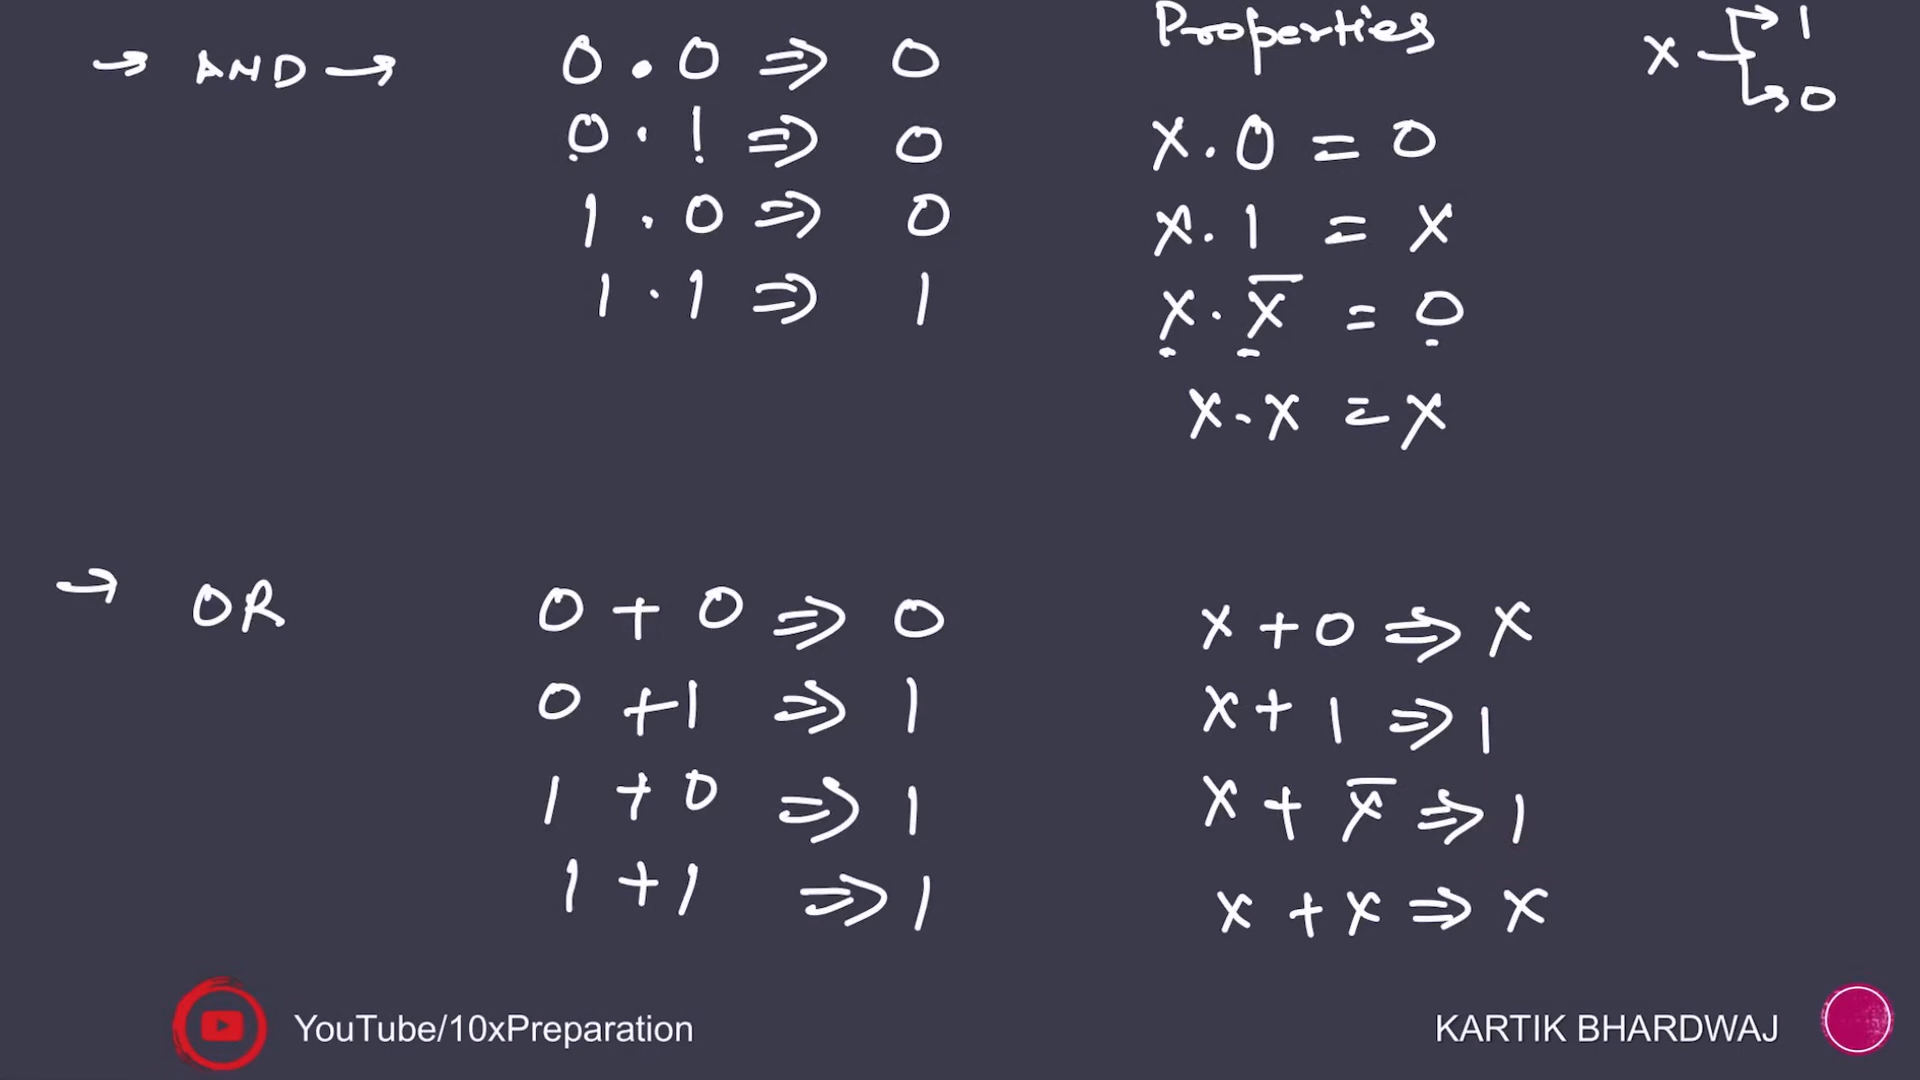 → AND → 0 . 0 ⇒ 0
0 . 1 ⇒ 0
1 . 0 ⇒ 0
1 . 1 ⇒ 1
Properties
x → 1
→ 0
x . 0 = 0
x . 1 = x
x . x̅ = 0
x . x = x
→ OR 0 + 0 ⇒ 0
0 + 1 ⇒ 1
1 + 0 ⇒ 1
1 + 1 ⇒ 1
x + 0 ⇒ x
x + 1 ⇒ 1
x + x̅ ⇒ 1
x + x ⇒ x
YouTube/10xPreparation
KARTIK BHARDWAJ